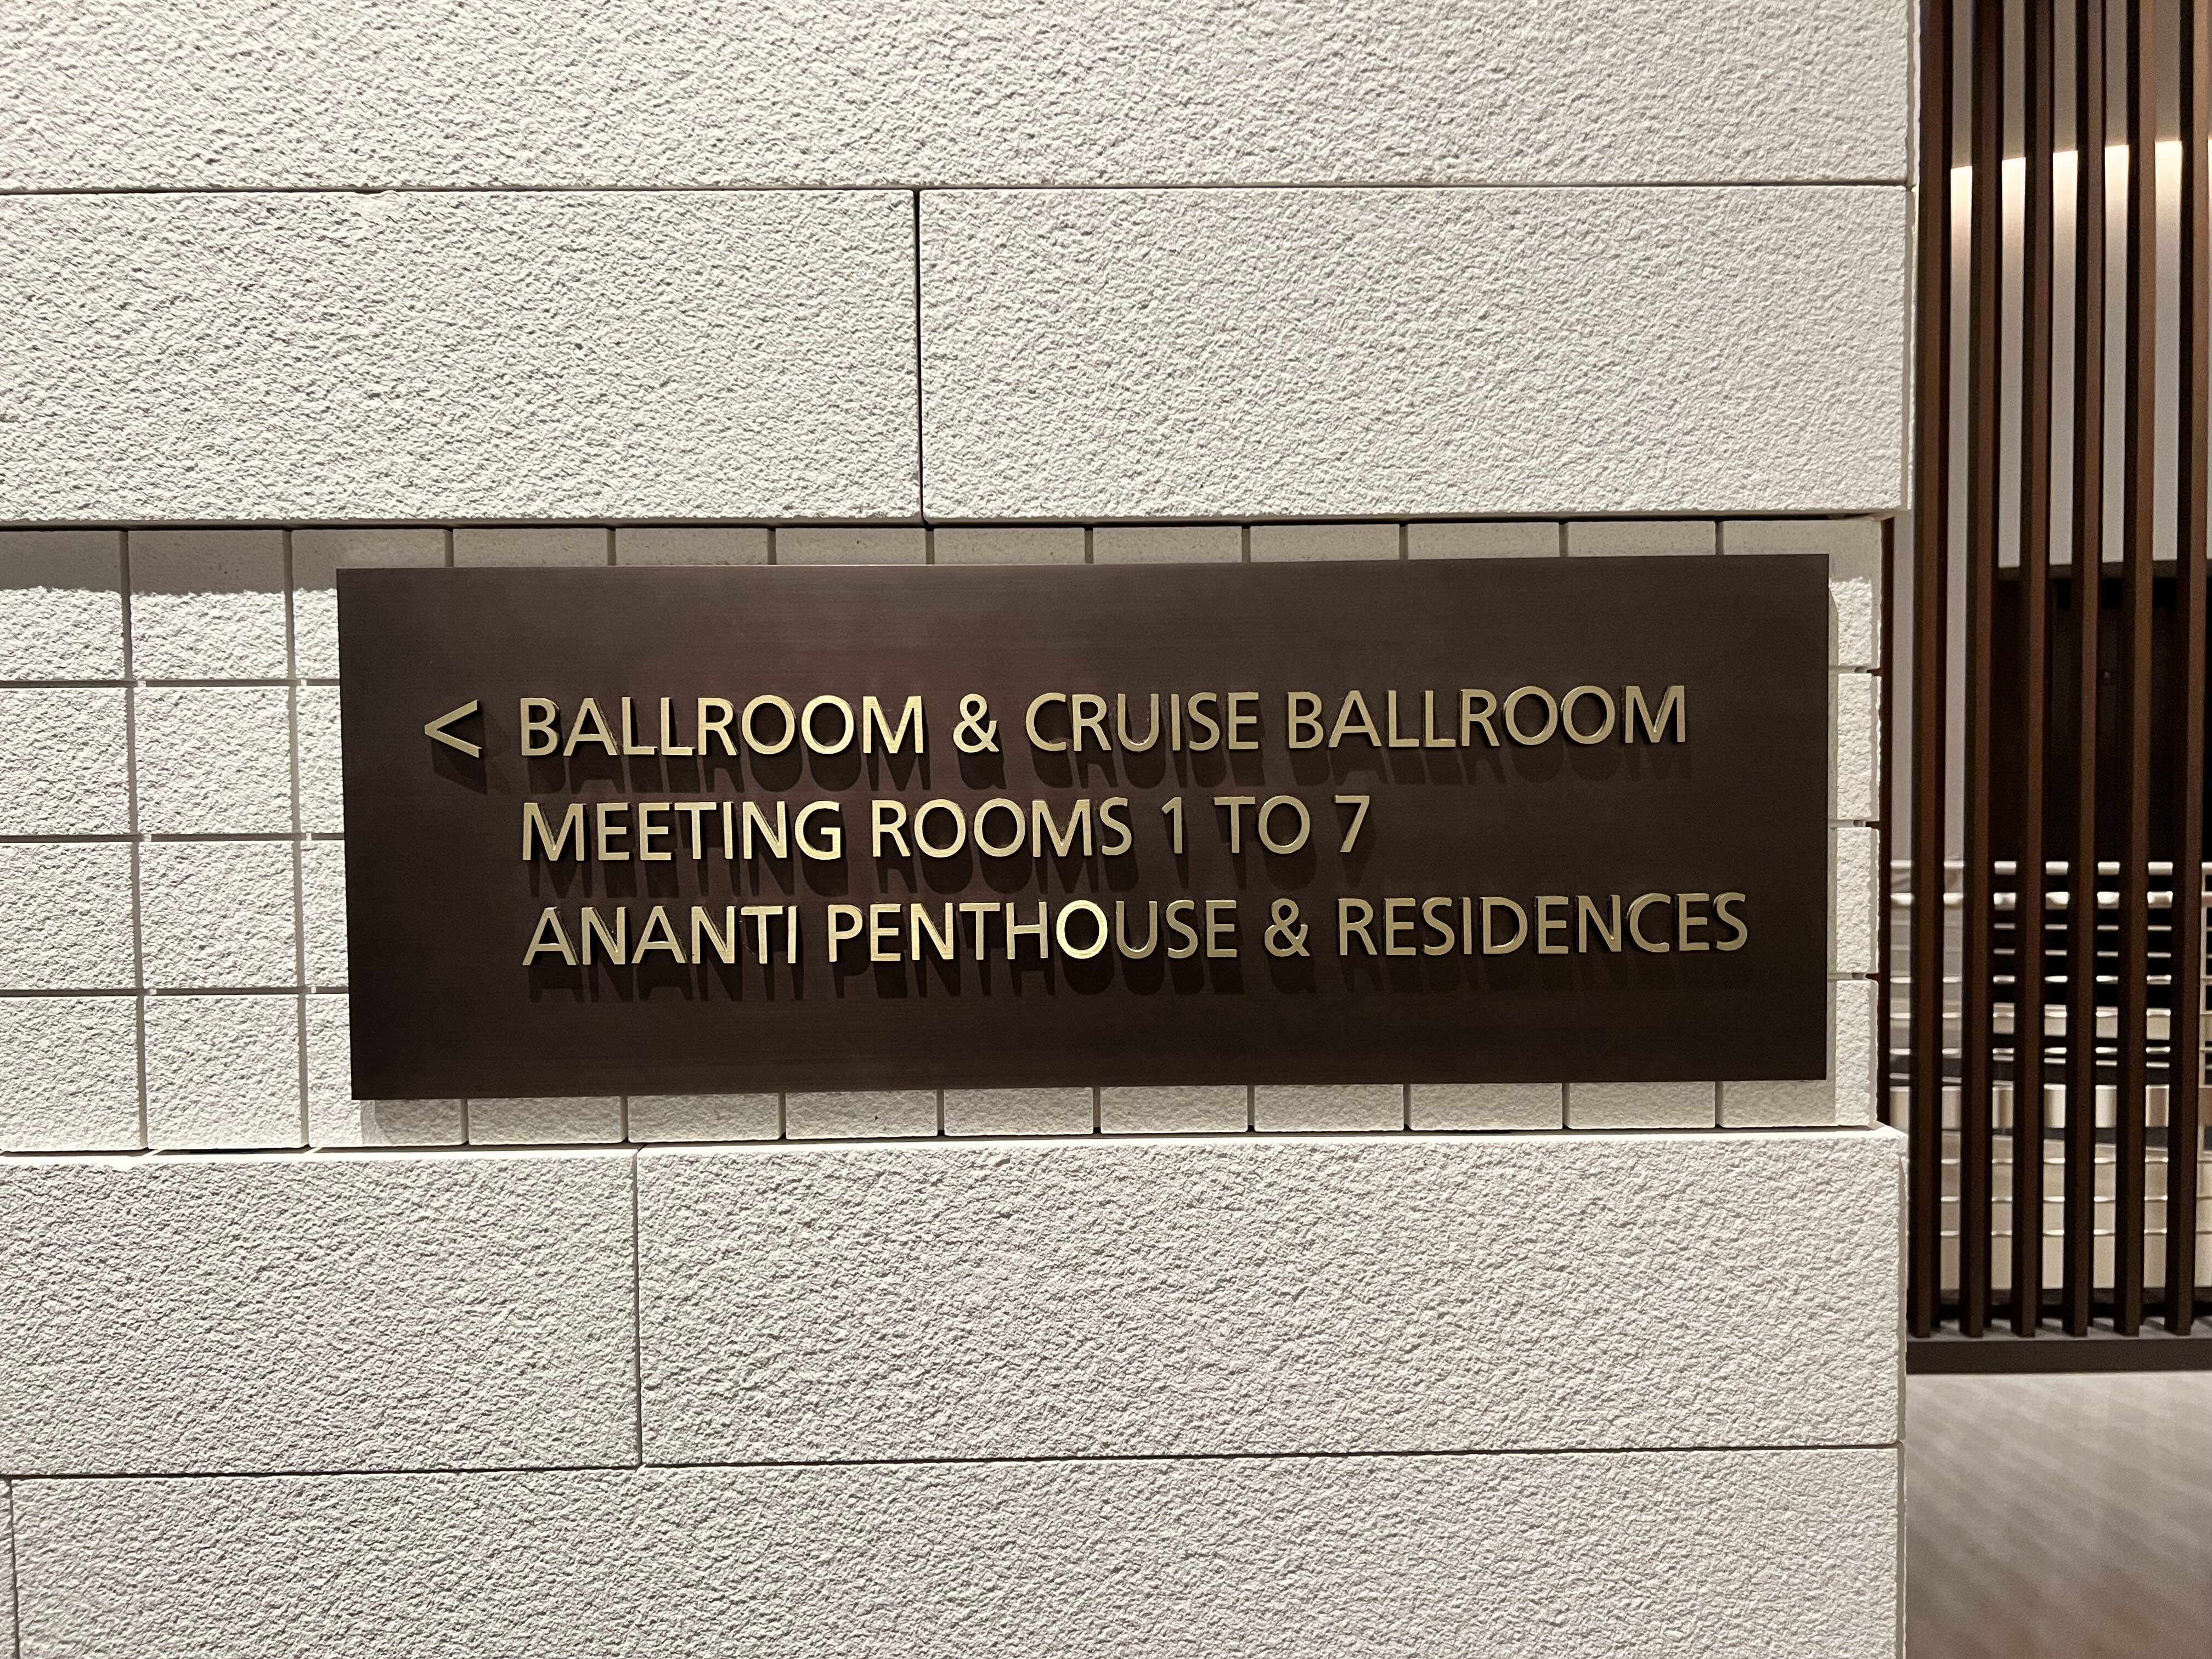 < BALLROOM & CRUISE BALLROOM
MEETING ROOMS 1 TO 7
ANANTI PENTHOUSE & RESIDENCES